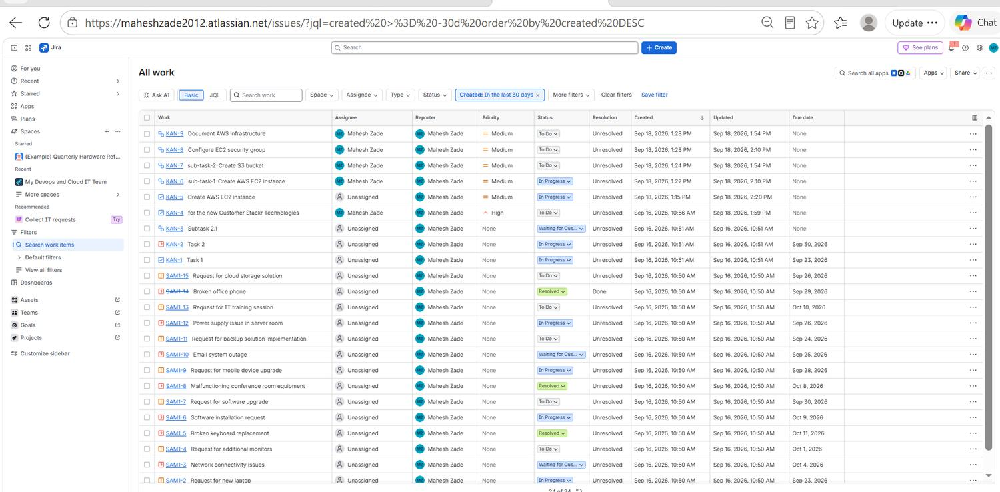 https://maheshzade2012.atlassian.net/issues/?jql=created%20>%3D%20-30d%20order%20by%20created%20DESC
Update
Chat
Jira
Search
+ Create
See plans
1
MZ
For you
Recent
Starred
Apps
Plans
Spaces
Starred
(Example) Quarterly Hardware Ref...
Recent
My Devops and Cloud IT Team
More spaces
Recommended
Collect IT requests Try
Filters
Search work items
Default filters
View all filters
Dashboards
Assets
Teams
Goals
Projects
Customize sidebar
All work
Search all apps
Apps
Share
Ask AI
Basic
JQL
Search work
Space
Assignee
Type
Status
Created: In the last 30 days ×
More filters
Clear filters
Save filter
Work Assignee Reporter Priority Status Resolution Created Updated Due date
KAN-9 Document AWS infrastructure MZ Mahesh Zade MZ Mahesh Zade Medium To Do Unresolved Sep 18, 2026, 1:28 PM Sep 18, 2026, 1:54 PM None
KAN-8 Configure EC2 security group MZ Mahesh Zade MZ Mahesh Zade Medium To Do Unresolved Sep 18, 2026, 1:28 PM Sep 18, 2026, 2:10 PM None
KAN-7 sub-task-2-Create S3 bucket MZ Mahesh Zade MZ Mahesh Zade Medium To Do Unresolved Sep 18, 2026, 1:24 PM Sep 18, 2026, 1:54 PM None
KAN-6 sub-task-1-Create AWS EC2 instance MZ Mahesh Zade MZ Mahesh Zade Medium In Progress Unresolved Sep 18, 2026, 1:22 PM Sep 18, 2026, 2:10 PM None
KAN-5 Create AWS EC2 instance Unassigned MZ Mahesh Zade Medium In Progress Unresolved Sep 18, 2026, 1:15 PM Sep 18, 2026, 2:20 PM None
KAN-4 for the new Customer Stackr Technologies MZ Mahesh Zade MZ Mahesh Zade High To Do Unresolved Sep 16, 2026, 10:56 AM Sep 18, 2026, 1:59 PM None
KAN-3 Subtask 2.1 Unassigned MZ Mahesh Zade None Waiting for Cus... Unresolved Sep 16, 2026, 10:51 AM Sep 16, 2026, 10:51 AM None
KAN-2 Task 2 Unassigned MZ Mahesh Zade None In Progress Unresolved Sep 16, 2026, 10:51 AM Sep 16, 2026, 10:51 AM Sep 30, 2026
KAN-1 Task 1 Unassigned MZ Mahesh Zade None In Progress Unresolved Sep 16, 2026, 10:51 AM Sep 16, 2026, 10:51 AM Sep 23, 2026
SAM1-15 Request for cloud storage solution Unassigned MZ Mahesh Zade None To Do Unresolved Sep 16, 2026, 10:50 AM Sep 16, 2026, 10:50 AM Sep 26, 2026
SAM1-14 Broken office phone Unassigned MZ Mahesh Zade None Resolved Done Sep 16, 2026, 10:50 AM Sep 16, 2026, 10:50 AM Sep 29, 2026
SAM1-13 Request for IT training session Unassigned MZ Mahesh Zade None To Do Unresolved Sep 16, 2026, 10:50 AM Sep 16, 2026, 10:50 AM Oct 10, 2026
SAM1-12 Power supply issue in server room Unassigned MZ Mahesh Zade None In Progress Unresolved Sep 16, 2026, 10:50 AM Sep 16, 2026, 10:50 AM Sep 26, 2026
SAM1-11 Request for backup solution implementation Unassigned MZ Mahesh Zade None To Do Unresolved Sep 16, 2026, 10:50 AM Sep 16, 2026, 10:50 AM Sep 24, 2026
SAM1-10 Email system outage Unassigned MZ Mahesh Zade None Waiting for Cus... Unresolved Sep 16, 2026, 10:50 AM Sep 16, 2026, 10:50 AM Sep 25, 2026
SAM1-9 Request for mobile device upgrade Unassigned MZ Mahesh Zade None In Progress Unresolved Sep 16, 2026, 10:50 AM Sep 16, 2026, 10:50 AM Sep 28, 2026
SAM1-8 Malfunctioning conference room equipment Unassigned MZ Mahesh Zade None Resolved Unresolved Sep 16, 2026, 10:50 AM Sep 16, 2026, 10:50 AM Oct 8, 2026
SAM1-7 Request for software upgrade Unassigned MZ Mahesh Zade None To Do Unresolved Sep 16, 2026, 10:50 AM Sep 16, 2026, 10:50 AM Sep 30, 2026
SAM1-6 Software installation request Unassigned MZ Mahesh Zade None In Progress Unresolved Sep 16, 2026, 10:50 AM Sep 16, 2026, 10:50 AM Oct 9, 2026
SAM1-5 Broken keyboard replacement Unassigned MZ Mahesh Zade None Resolved Unresolved Sep 16, 2026, 10:50 AM Sep 16, 2026, 10:50 AM Oct 11, 2026
SAM1-4 Request for additional monitors Unassigned MZ Mahesh Zade None To Do Unresolved Sep 16, 2026, 10:50 AM Sep 16, 2026, 10:50 AM Oct 1, 2026
SAM1-3 Network connectivity issues Unassigned MZ Mahesh Zade None Waiting for Cus... Unresolved Sep 16, 2026, 10:50 AM Sep 16, 2026, 10:50 AM Oct 4, 2026
SAM1-2 Request for new laptop Unassigned MZ Mahesh Zade None In Progress Unresolved Sep 16, 2026, 10:50 AM Sep 16, 2026, 10:50 AM Sep 23, 2026
24 of 24